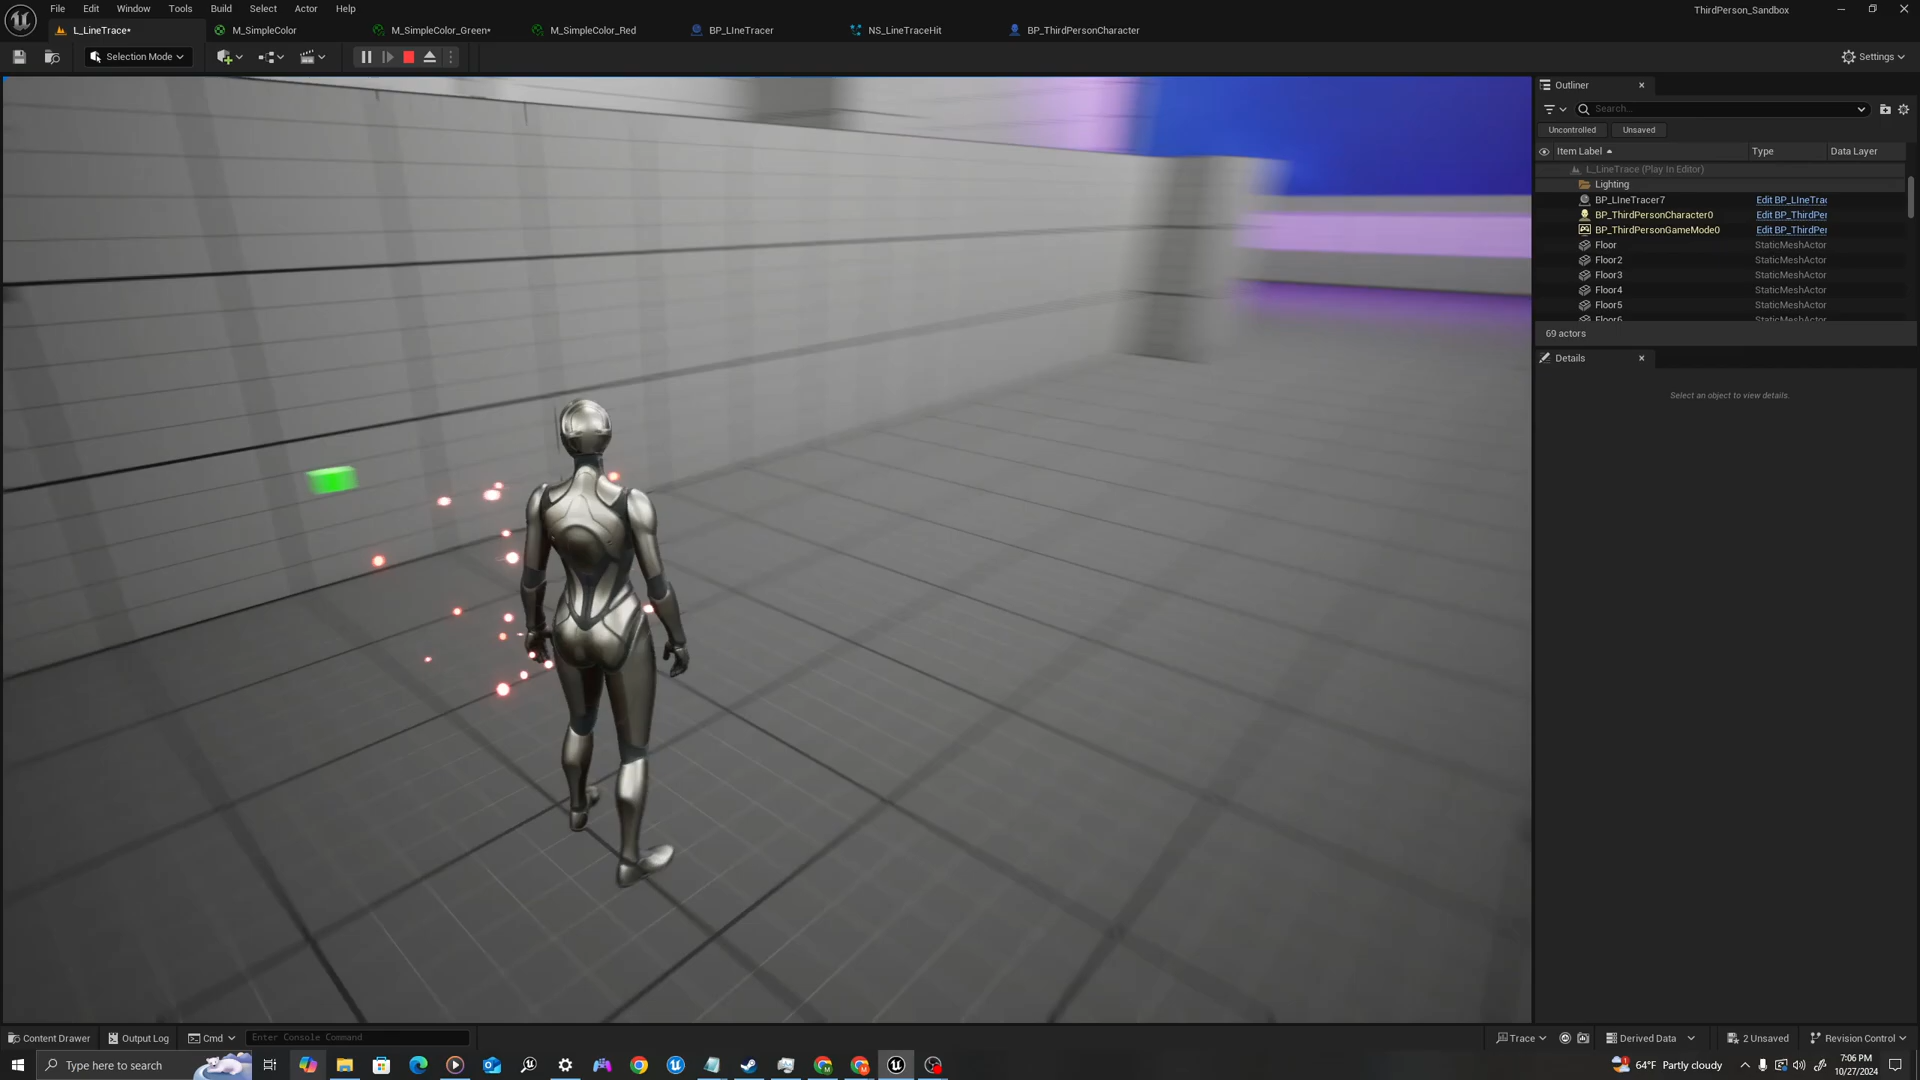 File Edit Window Tools Build Select Actor Help
ThirdPerson_Sandbox
L_LineTrace* M_SimpleColor M_SimpleColor_Green* M_SimpleColor_Red BP_LIneTracer NS_LineTraceHit BP_ThirdPersonCharacter
Selection Mode Settings
Outliner
Search...
Uncontrolled Unsaved
Item Label Type Data Layer
L_LineTrace (Play In Editor)
Lighting
BP_LIneTracer7 Edit BP_LIneTrac
BP_ThirdPersonCharacter0 Edit BP_ThirdPer
BP_ThirdPersonGameMode0 Edit BP_ThirdPer
Floor StaticMeshActor
Floor2 StaticMeshActor
Floor3 StaticMeshActor
Floor4 StaticMeshActor
Floor5 StaticMeshActor
Floor6 StaticMeshActor
69 actors
Details
Select an object to view details.
Content Drawer Output Log Cmd Enter Console Command Trace Derived Data 2 Unsaved Revision Control
Type here to search 64°F Partly cloudy 7:06 PM
10/27/2024